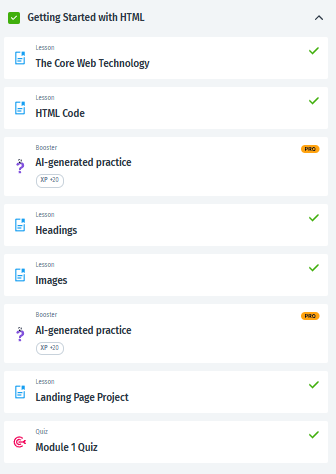 Getting Started with HTML
Lesson
The Core Web Technology
Lesson
HTML Code
Booster
PRO
AI-generated practice
XP +20
Lesson
Headings
Lesson
Images
Booster
PRO
AI-generated practice
XP +20
Lesson
Landing Page Project
Quiz
Module 1 Quiz